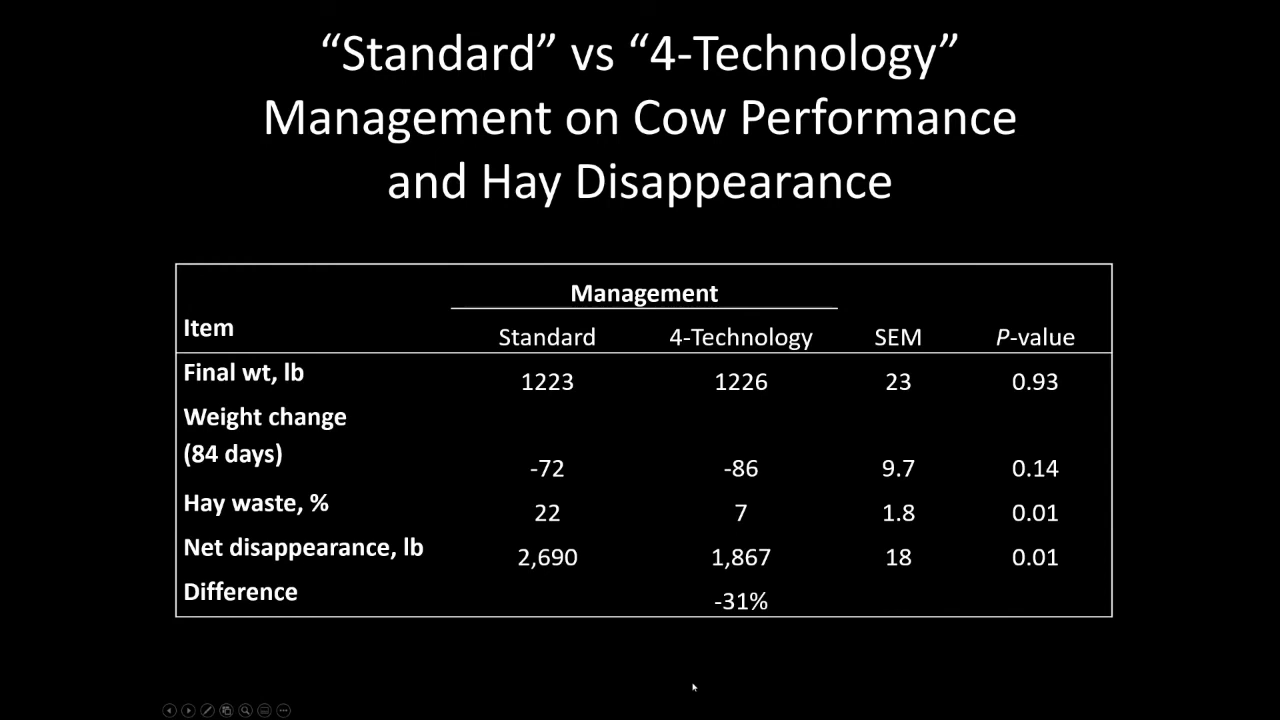 “Standard” vs “4-Technology”
Management on Cow Performance
and Hay Disappearance
Management
Item
Standard 4-Technology SEM P-value
Final wt, lb 1223 1226 23 0.93
Weight change
(84 days) -72 -86 9.7 0.14
Hay waste, % 22 7 1.8 0.01
Net disappearance, lb 2,690 1,867 18 0.01
Difference -31%